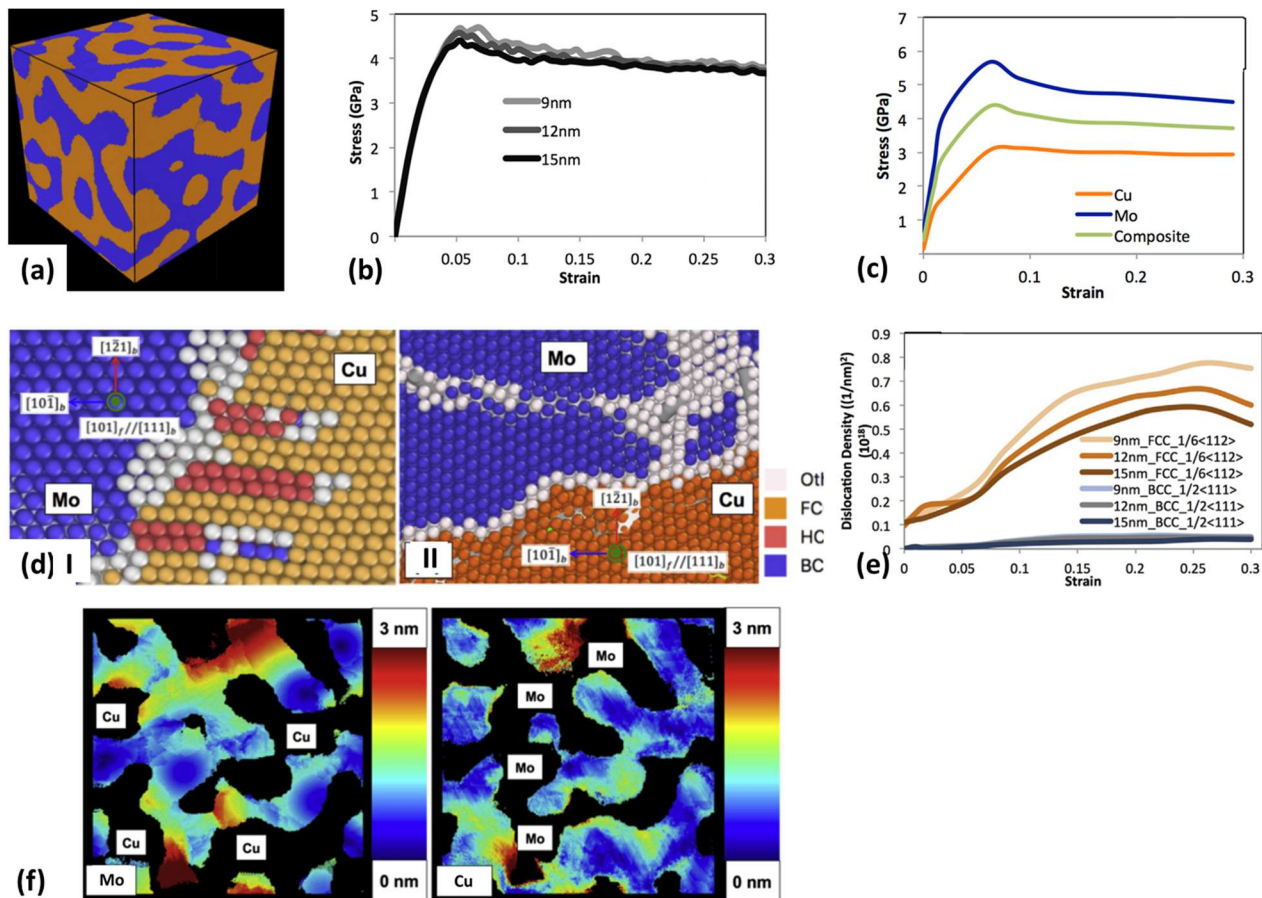 (a)
Stress (GPa)
5
4
3
2
1
0
9nm
12nm
15nm
0.05
0.1
0.15
0.2
0.25
0.3
Strain
(b)
Stress (GPa)
7
6
5
4
3
2
1
Cu
Mo
Composite
0
0.1
0.2
0.3
Strain
(c)
[12̄1]b
[101̄]b
[101]f//[111]b
Cu
Mo
(d) I
Mo
Cu
[12̄1]b
[101̄]b
[101]f//[111]b
II
Otl
FC
HC
BC
Dislocation Density ((1/nm)²)
(10¹⁸)
0.9
0.8
0.7
0.6
0.5
0.4
0.3
0.2
0.1
0
9nm_FCC_1/6<112>
12nm_FCC_1/6<112>
15nm_FCC_1/6<112>
9nm_BCC_1/2<111>
12nm_BCC_1/2<111>
15nm_BCC_1/2<111>
0
0.05
0.1
0.15
0.2
0.25
0.3
Strain
(e)
3 nm
0 nm
Cu
Cu
Cu
Cu
Mo
3 nm
0 nm
Mo
Mo
Mo
Mo
Cu
(f)